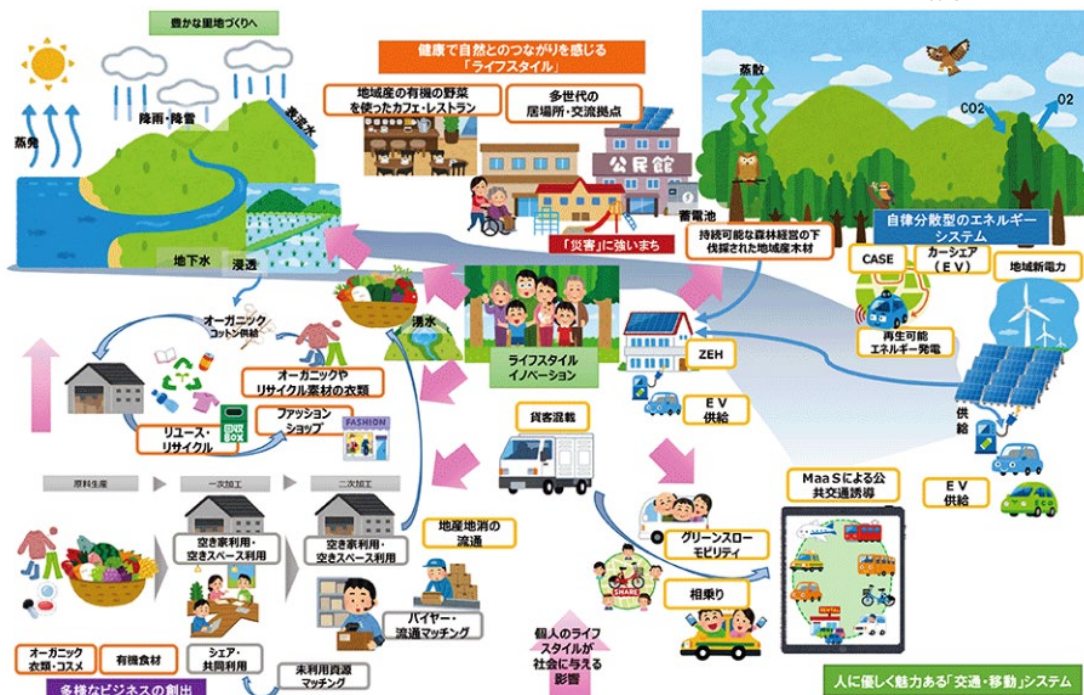 豊かな里地づくりへ
降雨・降雪
表流水
蒸発
地下水
浸透
健康で自然とのつながりを感じる
「ライフスタイル」
地域産の有機の野菜
を使ったカフェ・レストラン
多世代の
居場所・交流拠点
公民館
蓄電池
「災害」に強いまち
蒸散
CO2
O2
持続可能な森林経営の下
伐採された地域産木材
自律分散型のエネルギー
システム
CASE
カーシェア
(EV)
地域新電力
再生可能
エネルギー発電
供給
EV
供給
ZEH
EV
供給
ライフスタイル
イノベーション
湧水
オーガニック
コットン供給
オーガニックや
リサイクル素材の衣類
リユース・
リサイクル
回収
BOX
ファッション
ショップ
FASHION
貨客混載
原料生産
一次加工
二次加工
空き家利用・
空きスペース利用
空き家利用・
空きスペース利用
地産地消の
流通
バイヤー・
流通マッチング
オーガニック
衣類・コスメ
有機食材
シェア・
共同利用
未利用資源
マッチング
多様なビジネスの創出
グリーンスロー
モビリティ
SHARE
相乗り
個人のライフ
スタイルが
社会に与える
影響
MaaSによる公
共交通誘導
RENTAL
ECO
人に優しく魅力ある「交通・移動」システム